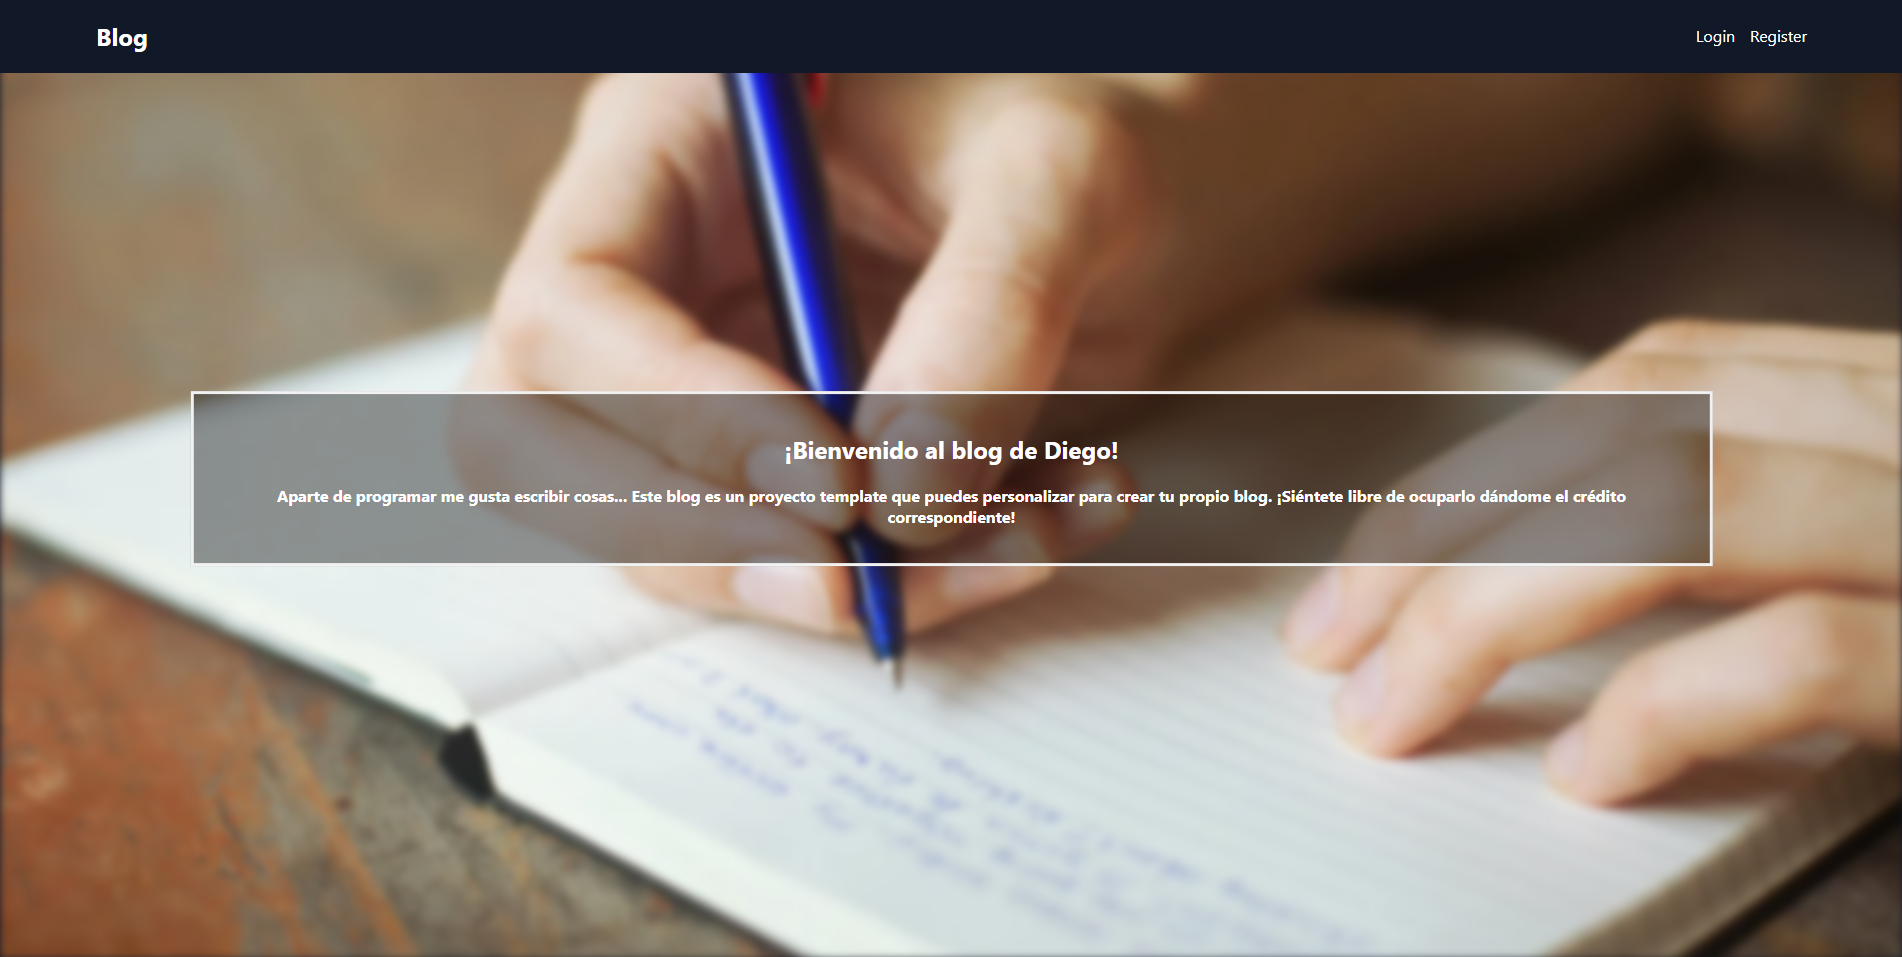 Blog
Login Register
¡Bienvenido al blog de Diego!
Aparte de programar me gusta escribir cosas... Este blog es un proyecto template que puedes personalizar para crear tu propio blog. ¡Siéntete libre de ocuparlo dándome el crédito
correspondiente!